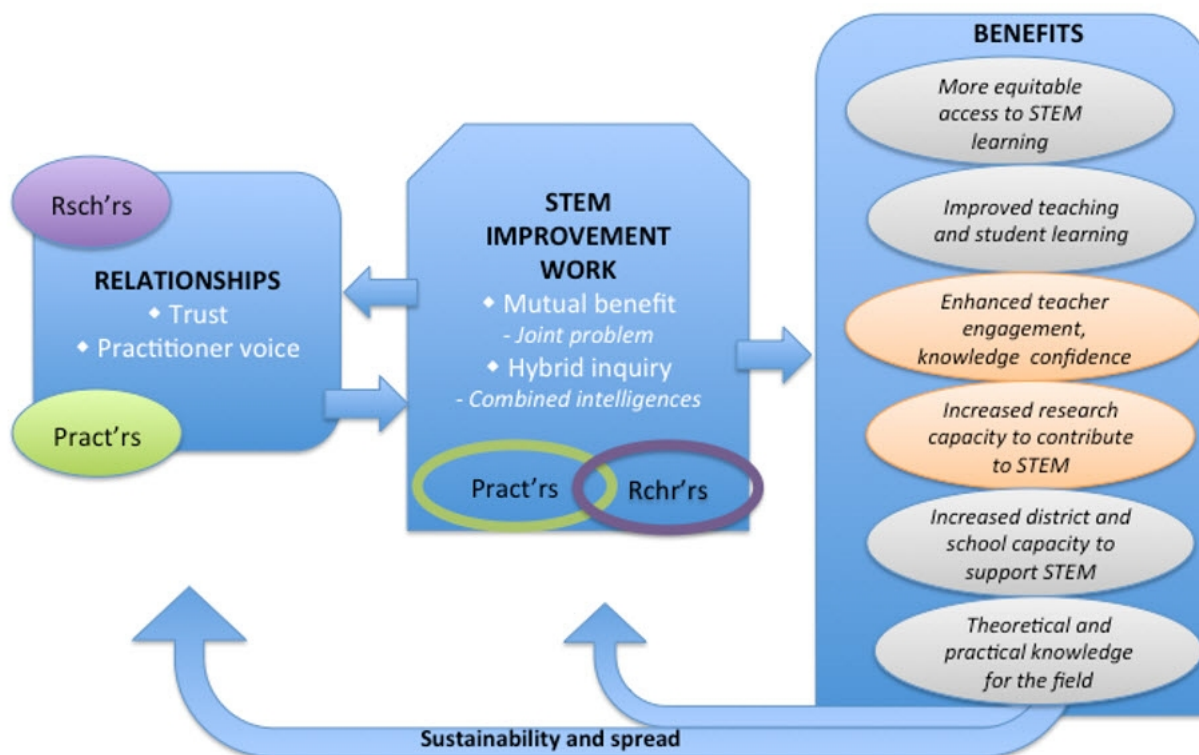 Rsch'rs
RELATIONSHIPS
◆ Trust
◆ Practitioner voice
Pract'rs
STEM
IMPROVEMENT
WORK
◆ Mutual benefit
- Joint problem
◆ Hybrid inquiry
- Combined intelligences
Pract'rs
Rchr'rs
BENEFITS
More equitable
access to STEM
learning
Improved teaching
and student learning
Enhanced teacher
engagement,
knowledge confidence
Increased research
capacity to contribute
to STEM
Increased district and
school capacity to
support STEM
Theoretical and
practical knowledge
for the field
Sustainability and spread